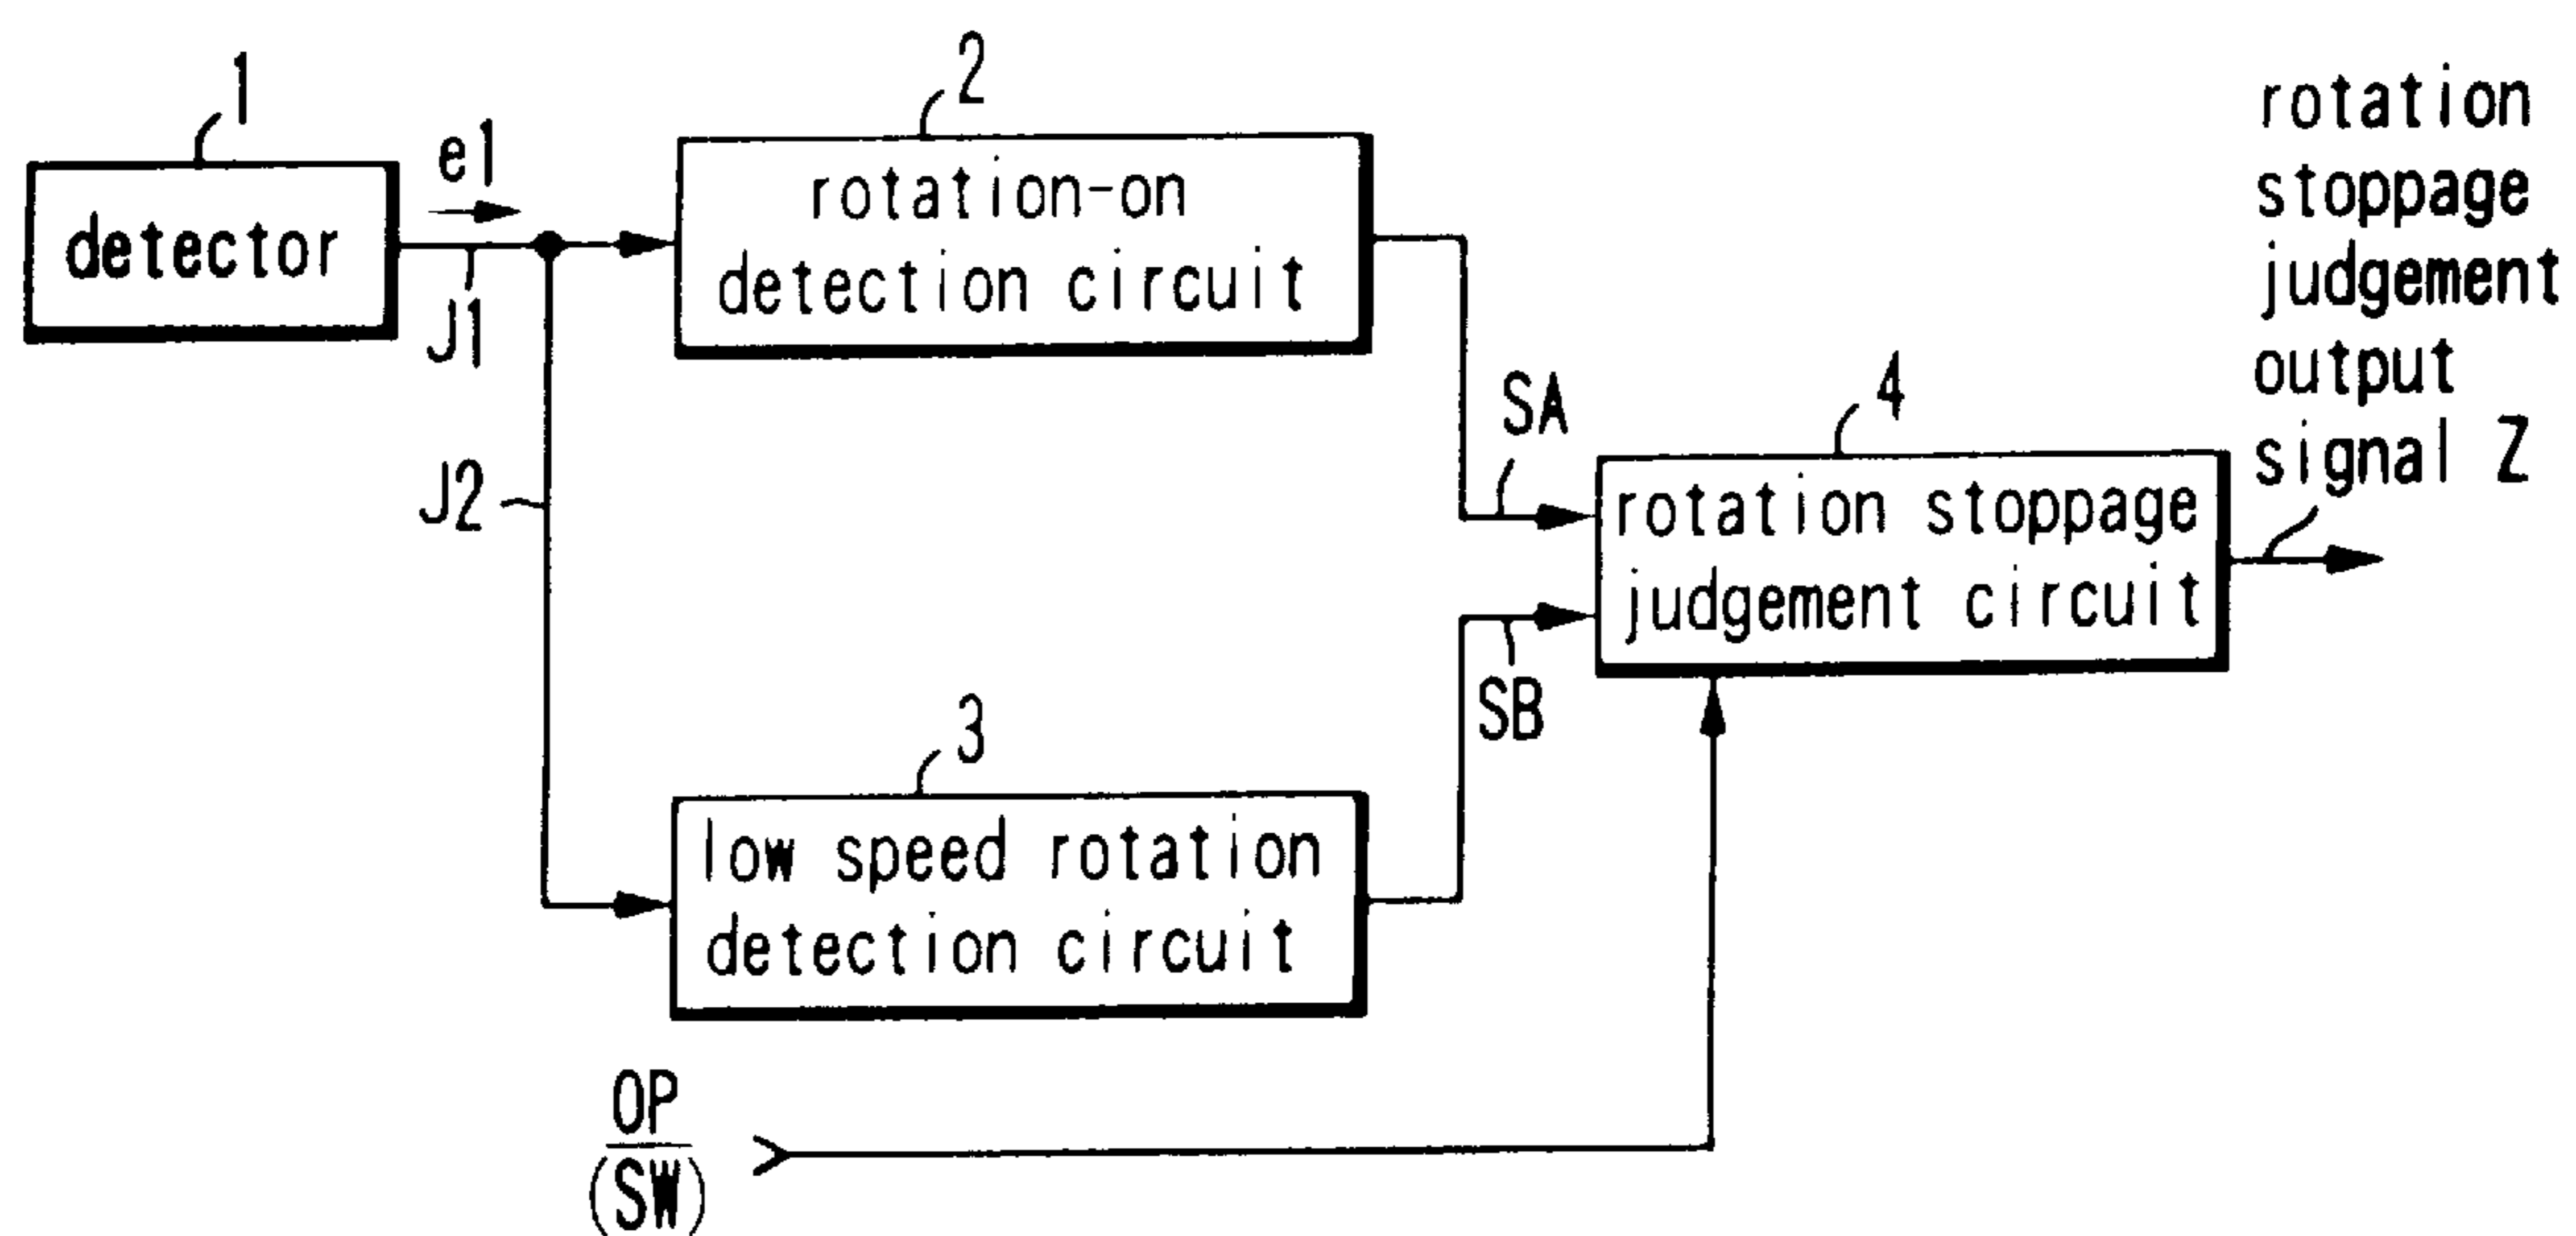 1
e1
detector
J1
J2
2
rotation-on
detection circuit
SA
SB
3
low speed rotation
detection circuit
OP
(SW)
4
rotation stoppage
judgement circuit
rotation
stoppage
judgement
output
signal Z